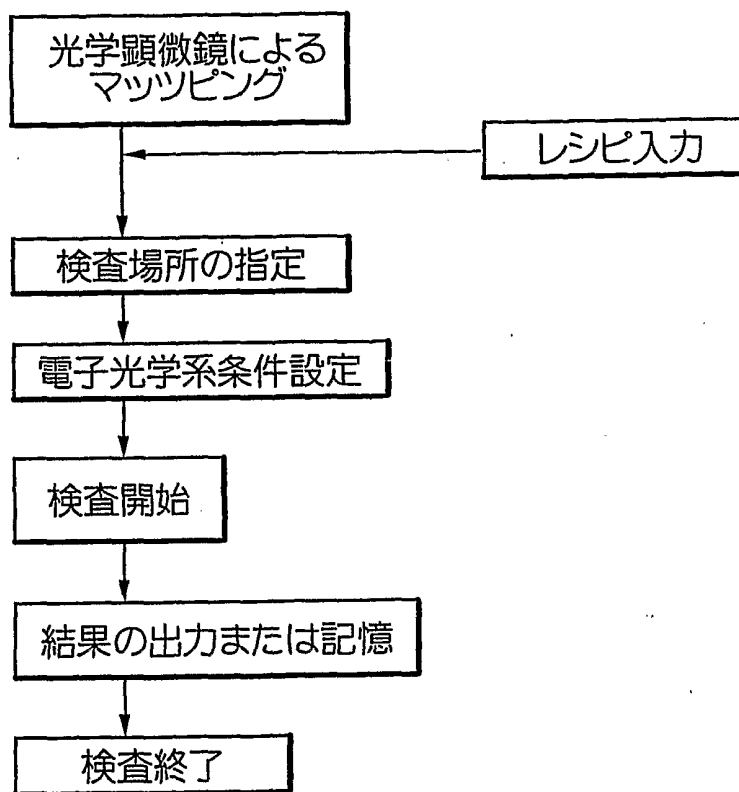 光学顕微鏡による
マッツピング
レシピ入力
検査場所の指定
電子光学系条件設定
検査開始
結果の出力または記憶
検査終了